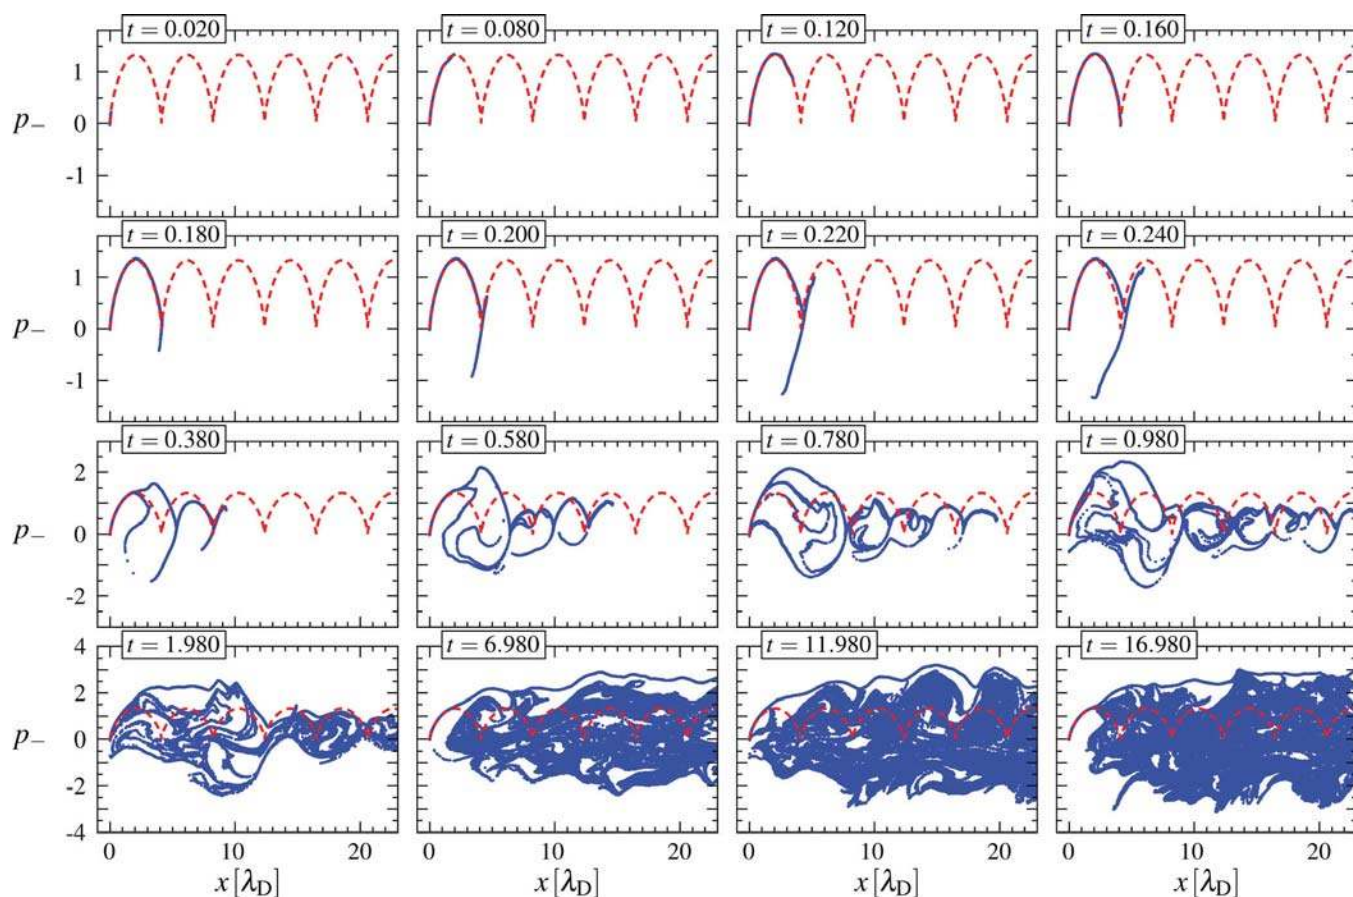 t = 0.020 t = 0.080 t = 0.120 t = 0.160
1
p− 0
-1
t = 0.180 t = 0.200 t = 0.220 t = 0.240
1
p− 0
-1
t = 0.380 t = 0.580 t = 0.780 t = 0.980
2
p− 0
-2
t = 1.980 t = 6.980 t = 11.980 t = 16.980
4
2
p− 0
-2
-4
0 10 20 0 10 20 0 10 20 0 10 20
x [λD] x [λD] x [λD] x [λD]